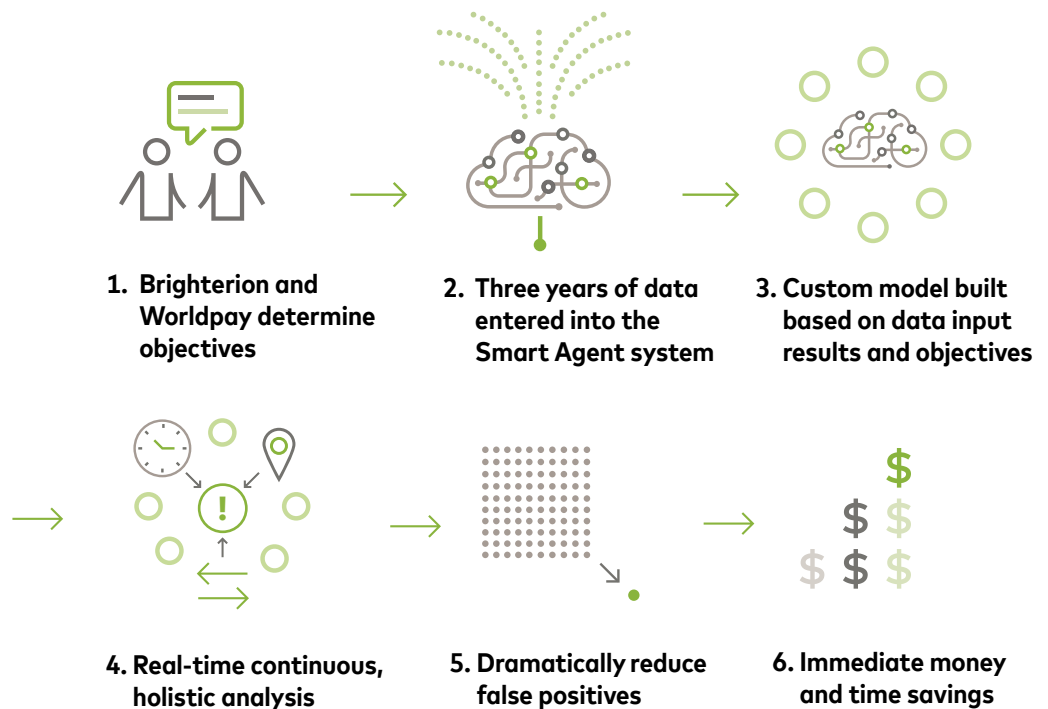 1. Brighterion and
Worldpay determine
objectives
2. Three years of data
entered into the
Smart Agent system
3. Custom model built
based on data input
results and objectives
!
$
$ $
$ $ $
4. Real-time continuous,
holistic analysis
5. Dramatically reduce
false positives
6. Immediate money
and time savings